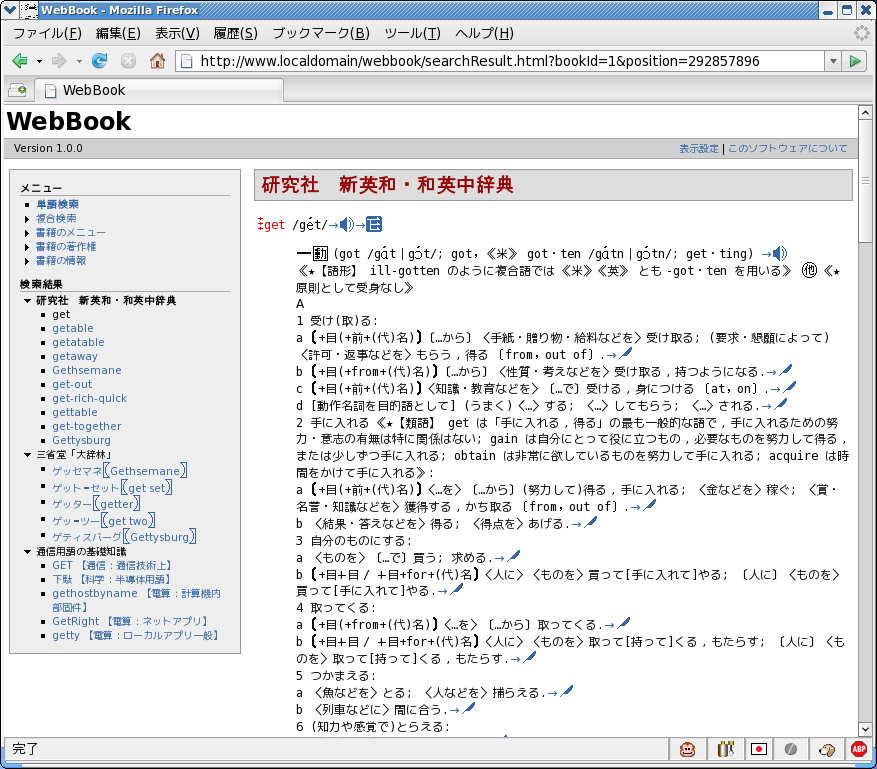 WebBook - Mozilla Firefox
ファイル(F) 編集(E) 表示(V) 履歴(S) ブックマーク(B) ツール(T) ヘルプ(H)
http://www.localdomain/webbook/searchResult.html?bookId=1&position=292857896
WebBook
WebBook
Version 1.0.0
表示設定 | このソフトウェアについて
メニュー
単語検索
複合検索
書籍のメニュー
書籍の著作権
書籍の情報
検索結果
研究社 新英和・和英中辞典
get
getable
getatable
getaway
Gethsemane
get-out
get-rich-quick
gettable
get-together
Gettysburg
三省堂「大辞林」
ゲッセマネ〖Gethsemane〗
ゲット-セット〖get set〗
ゲッター〖getter〗
ゲッ-ツー〖get two〗
ゲティスバーグ〖Gettysburg〗
通信用語の基礎知識
GET 【通信：通信技術上】
下駄 【科学：半導体用語】
gethostbyname 【電算：計算機内
部固件】
GetRight 【電算：ネットアプリ】
getty 【電算：ローカルアプリ一般】
研究社 新英和・和英中辞典
get /gét/→→
━動 (got /gɑ́t|gɔ́t/; got, 《米》 got・ten /gɑ́tn|gɔ́tn/; get・ting) →
《★【語形】 ill-gotten のように複合語では《米》《英》 とも -got・ten を用いる》 他 《★
原則として受身なし》
A
1 受け(取)る:
a 〔+目(+前+(代)名)〕〔…から〕〈手紙・贈り物・給料などを〉受け取る; (要求・懇願によって)
〈許可・返事などを〉もらう，得る〔from，out of〕.→
b 〔+目(+from+(代)名)〕〔…から〕〈性質・考えなどを〉受け取る，持つようになる.→
c 〔+目(+前+(代)名)〕〈知識・教育などを〉〔…で〕受ける，身につける〔at，on〕.→
d [動作名詞を目的語として] (うまく)〈…〉する; 〈…〉してもらう; 〈…〉される.→
2 手に入れる《★【類語】 get は「手に入れる，得る」の最も一般的な語で，手に入れるための努
力・意志の有無は特に関係はない; gain は自分にとって役に立つもの，必要なものを努力して得る，
または少しずつ手に入れる; obtain は非常に欲しているものを努力して手に入れる; acquire は時
間をかけて手に入れる》:
a 〔+目(+前+(代)名)〕〈…を〉〔…から〕(努力して)得る，手に入れる; 〈金などを〉稼ぐ; 〈賞・
名誉・知識などを〉獲得する，かち取る〔from，out of〕.→
b 〈結果・答えなどを〉得る; 〈得点を〉あげる.→
3 自分のものにする:
a 〈ものを〉〔…で〕買う; 求める.→
b 〔+目+目/ +目+for+(代)名〕〈人に〉〈ものを〉買って[手に入れて]やる; 〔人に〕〈ものを〉
買って[手に入れて]やる.→
4 取ってくる:
a 〔+目(+from+(代)名)〕〈…を〉〔…から〕取ってくる.→
b 〔+目+目/ +目+for+(代)名〕〈人に〉〈ものを〉取って[持って]くる，もたらす; 〔人に〕〈も
のを〉取って[持って]くる，もたらす.→
5 つかまえる:
a 〈魚などを〉とる; 〈人などを〉捕らえる.→
b 〈列車などに〉間に合う.→
6 (知力や感覚で)とらえる:
完了
ABP